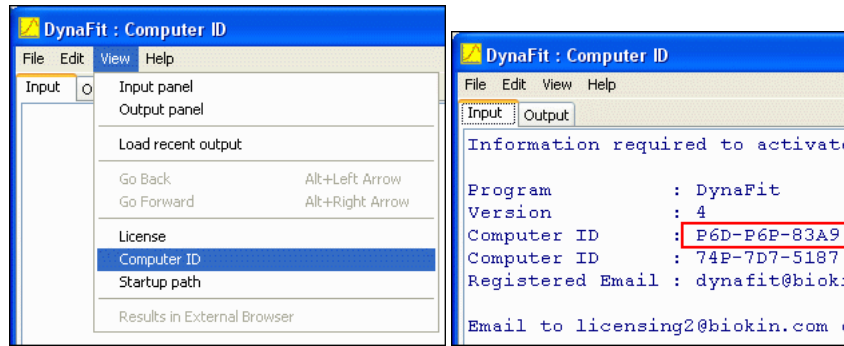 DynaFit : Computer ID
File Edit View Help
Input O
Input panel
Output panel
Load recent output
Go Back Alt+Left Arrow
Go Forward Alt+Right Arrow
License
Computer ID
Startup path
Results in External Browser
DynaFit : Computer ID
File Edit View Help
Input Output
Information required to activat
Program : DynaFit
Version : 4
Computer ID : P6D-P6P-83A9
Computer ID : 74P-7D7-5187
Registered Email : dynafit@bioki
Email to licensing2@biokin.com